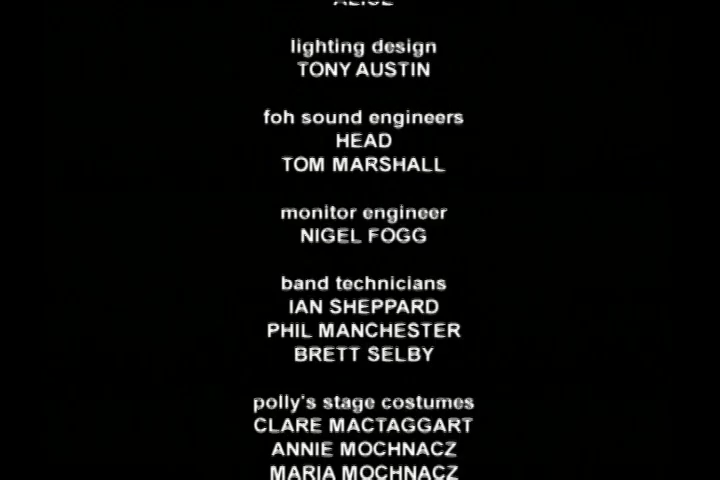 lighting design
TONY AUSTIN
foh sound engineers
HEAD
TOM MARSHALL
monitor engineer
NIGEL FOGG
band technicians
IAN SHEPPARD
PHIL MANCHESTER
BRETT SELBY
polly's stage costumes
CLARE MACTAGGART
ANNIE MOCHNACZ
MARIA MOCHNACZ